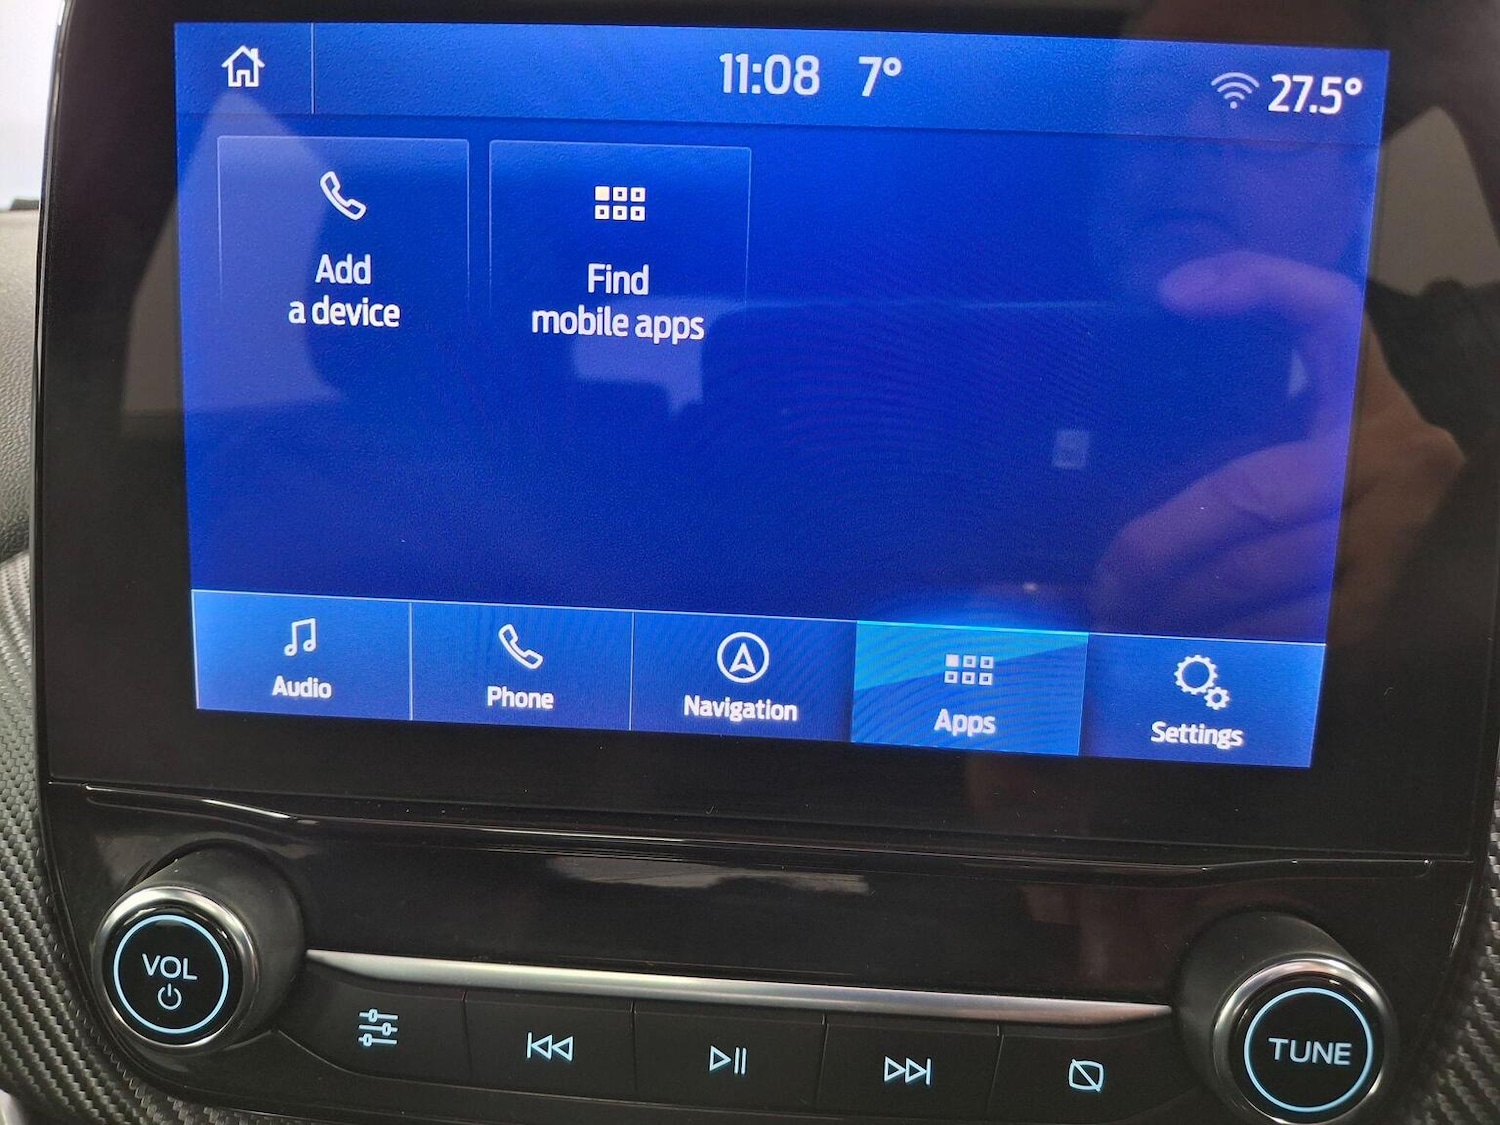 11:08 7° 27.5°
Add
a device
Find
mobile apps
Audio
Phone
Navigation
Apps
Settings
VOL
TUNE